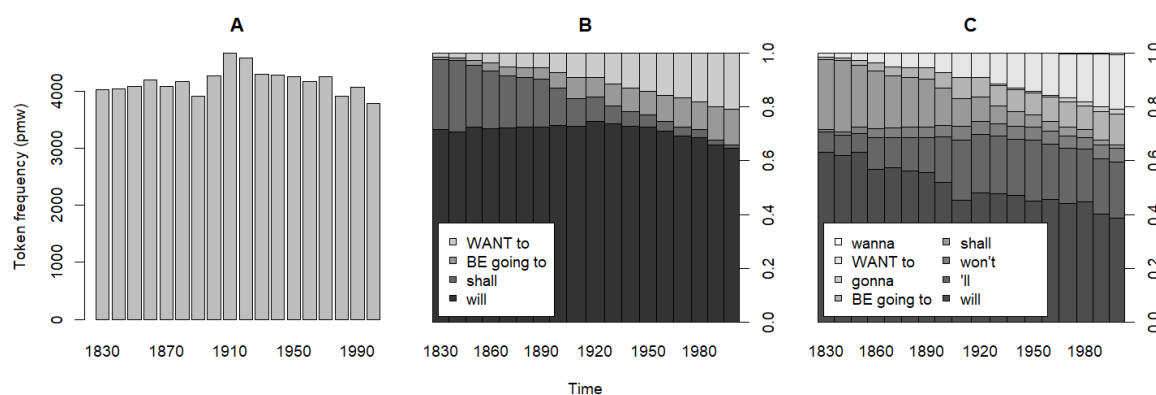 A
Token frequency (pmw)
0
1000
2000
3000
4000
1830 1870 1910 1950 1990
B
WANT to
BE going to
shall
will
0.0
0.2
0.4
0.6
0.8
1.0
1830 1860 1890 1920 1950 1980
C
wanna
WANT to
gonna
BE going to
shall
won't
'll
will
0.0
0.2
0.4
0.6
0.8
1.0
1830 1860 1890 1920 1950 1980
Time